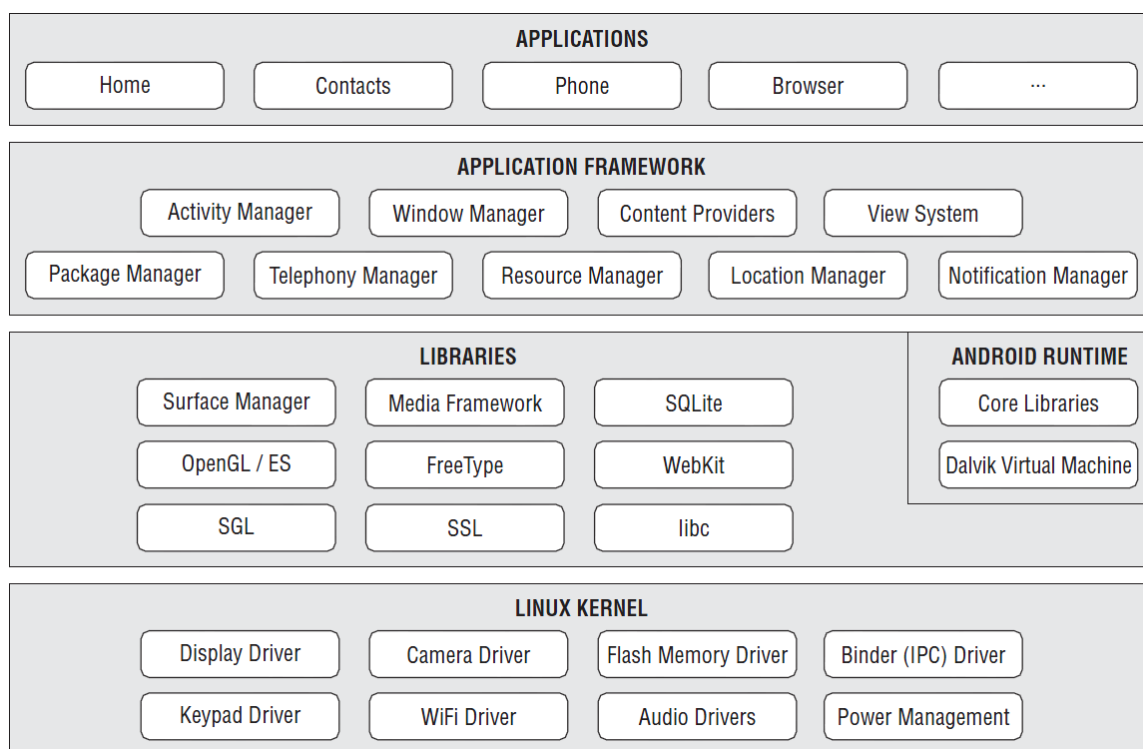 APPLICATIONS
Home
Contacts
Phone
Browser
...
APPLICATION FRAMEWORK
Activity Manager
Window Manager
Content Providers
View System
Package Manager
Telephony Manager
Resource Manager
Location Manager
Notification Manager
LIBRARIES
Surface Manager
Media Framework
SQLite
OpenGL / ES
FreeType
WebKit
SGL
SSL
libc
ANDROID RUNTIME
Core Libraries
Dalvik Virtual Machine
LINUX KERNEL
Display Driver
Camera Driver
Flash Memory Driver
Binder (IPC) Driver
Keypad Driver
WiFi Driver
Audio Drivers
Power Management